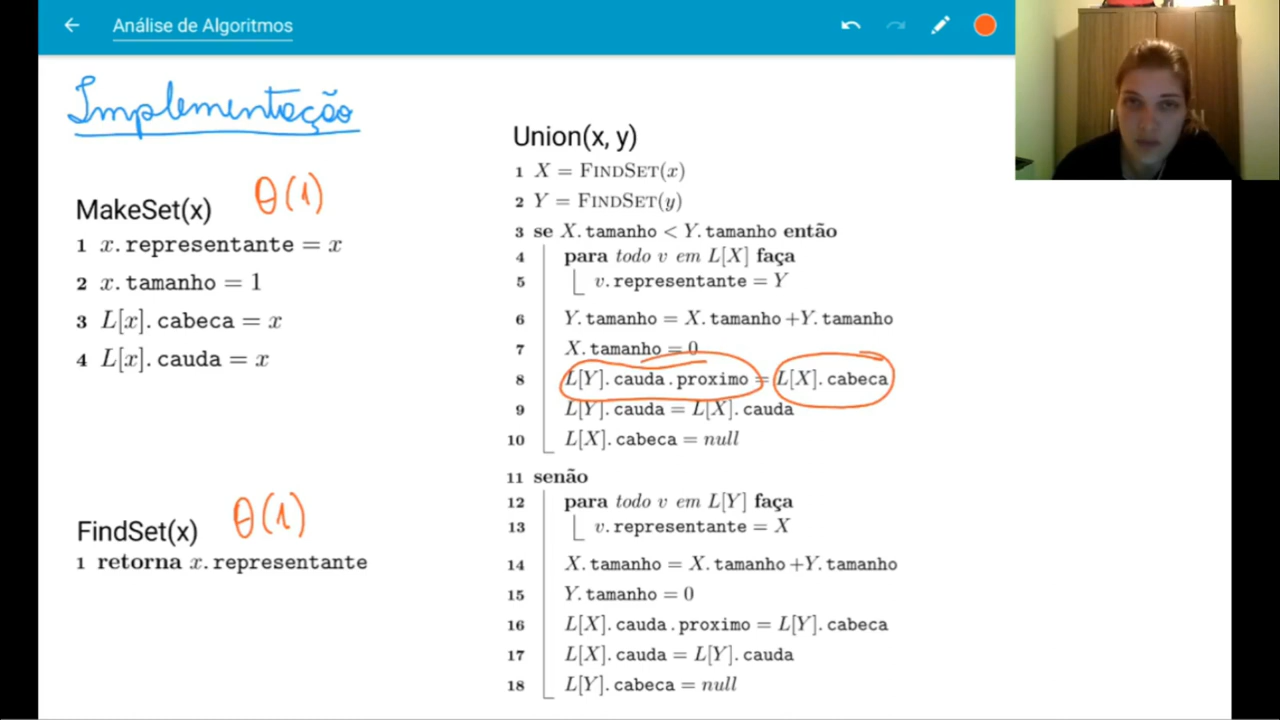 Análise de Algoritmos
Implementação
MakeSet(x) θ(1)
1 x.representante = x
2 x.tamanho = 1
3 L[x].cabeca = x
4 L[x].cauda = x
FindSet(x) θ(1)
1 retorna x.representante
Union(x, y)
1 X = FINDSET(x)
2 Y = FINDSET(y)
3 se X.tamanho < Y.tamanho então
4 para todo v em L[X] faça
5 v.representante = Y
6 Y.tamanho = X.tamanho +Y.tamanho
7 X.tamanho = 0
8 L[Y].cauda.proximo = L[X].cabeca
9 L[Y].cauda = L[X].cauda
10 L[X].cabeca = null
11 senão
12 para todo v em L[Y] faça
13 v.representante = X
14 X.tamanho = X.tamanho +Y.tamanho
15 Y.tamanho = 0
16 L[X].cauda.proximo = L[Y].cabeca
17 L[X].cauda = L[Y].cauda
18 L[Y].cabeca = null